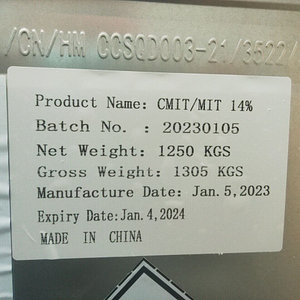 /CN/HM CCSQD003-21/3522/
Product Name: CMIT/MIT 14%
Batch No. : 20230105
Net Weight: 1250 KGS
Gross Weight: 1305 KGS
Manufacture Date: Jan.5,2023
Expiry Date:Jan.4,2024
MADE IN CHINA